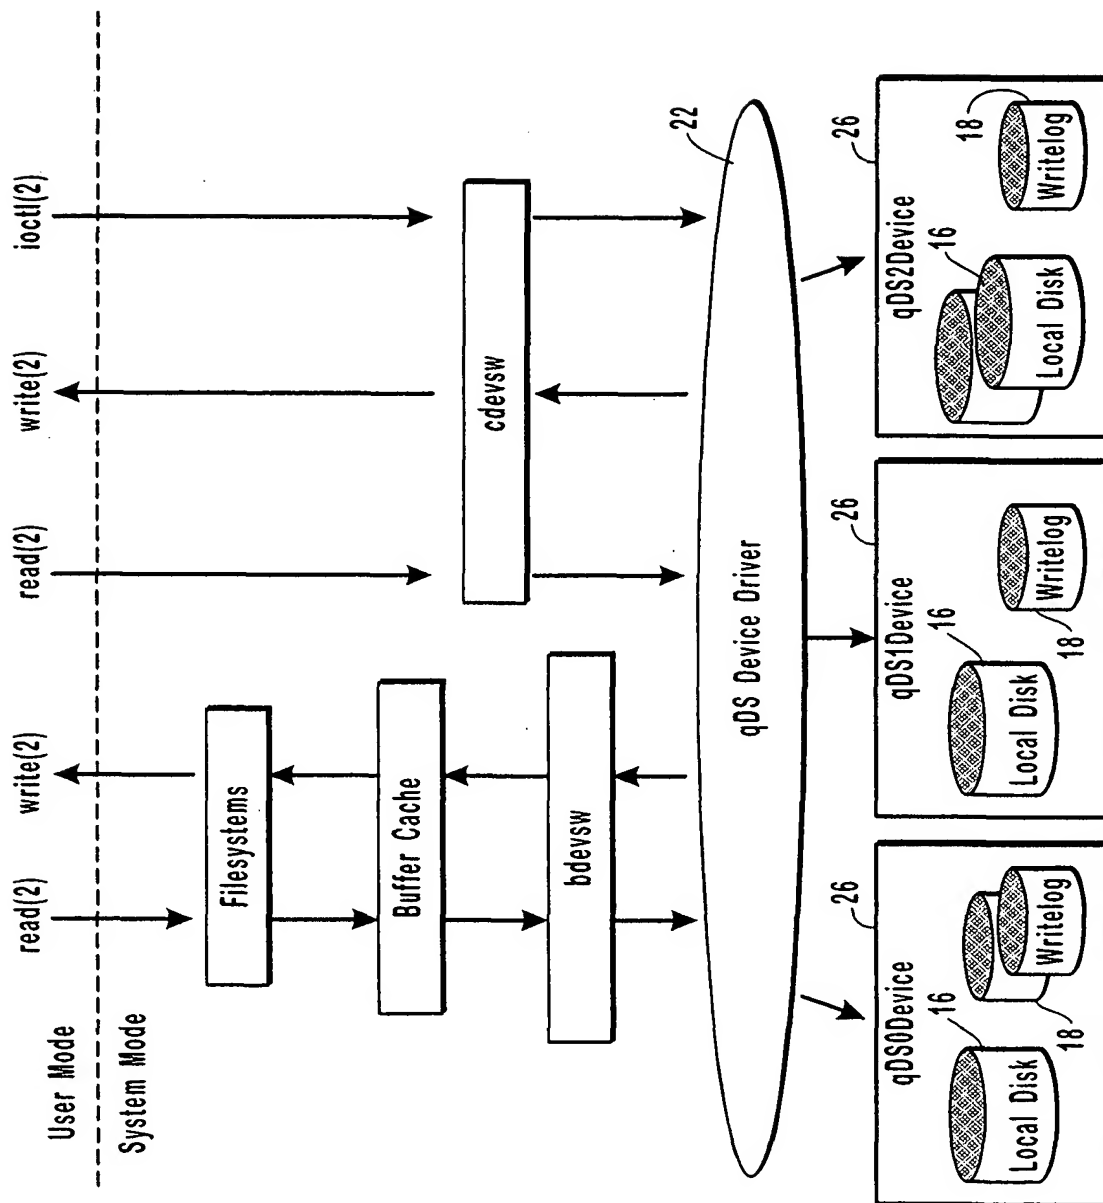 User Mode
System Mode
read(2)
write(2)
read(2)
write(2)
ioctl(2)
Filesystems
Buffer Cache
bdevsw
cdevsw
qDS Device Driver
22
qDS0Device
26
16
18
Local Disk
Writelog
qDS1Device
26
16
18
Local Disk
Writelog
qDS2Device
26
16
18
Local Disk
Writelog